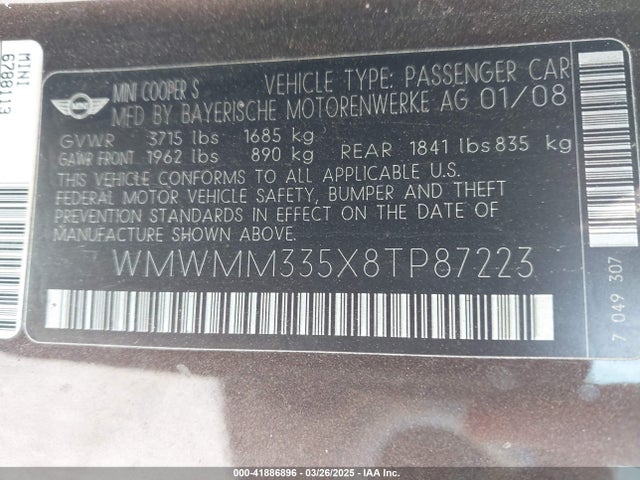 MINI
6788113
MINI COOPER S VEHICLE TYPE: PASSENGER CAR
MFD BY BAYERISCHE MOTORENWERKE AG 01/08
GVWR 3715 lbs 1685 kg
GAWR FRONT 1962 lbs 890 kg REAR 1841 lbs 835 kg
THIS VEHICLE CONFORMS TO ALL APPLICABLE U.S.
FEDERAL MOTOR VEHICLE SAFETY, BUMPER AND THEFT
PREVENTION STANDARDS IN EFFECT ON THE DATE OF
MANUFACTURE SHOWN ABOVE.
WMWMM335X8TP87223
7 049 307
000-41886896 • 03/26/2025 • IAA Inc.